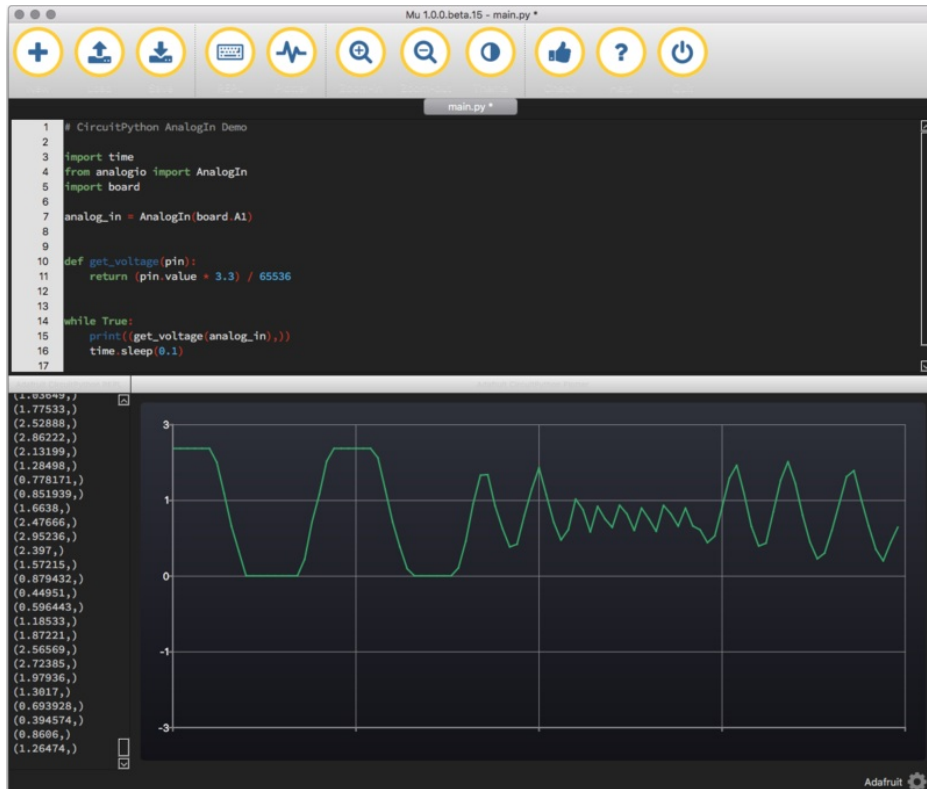 Mu 1.0.0.beta.15 - main.py *
main.py *
1 # CircuitPython AnalogIn Demo
2
3 import time
4 from analogio import AnalogIn
5 import board
6
7 analog_in = AnalogIn(board.A1)
8
9
10 def get_voltage(pin):
11     return (pin.value * 3.3) / 65536
12
13
14 while True:
15     print((get_voltage(analog_in),))
16     time.sleep(0.1)
17
(1.03649,)
(1.77533,)
(2.52888,)
(2.86222,)
(2.13199,)
(1.28498,)
(0.778171,)
(0.851939,)
(1.6638,)
(2.47666,)
(2.95236,)
(2.397,)
(1.57215,)
(0.879432,)
(0.44951,)
(0.596443,)
(1.18533,)
(1.87221,)
(2.56569,)
(2.72385,)
(1.97936,)
(1.3017,)
(0.693928,)
(0.394574,)
(0.8606,)
(1.26474,)
3
1
0
-1
-3
Adafruit